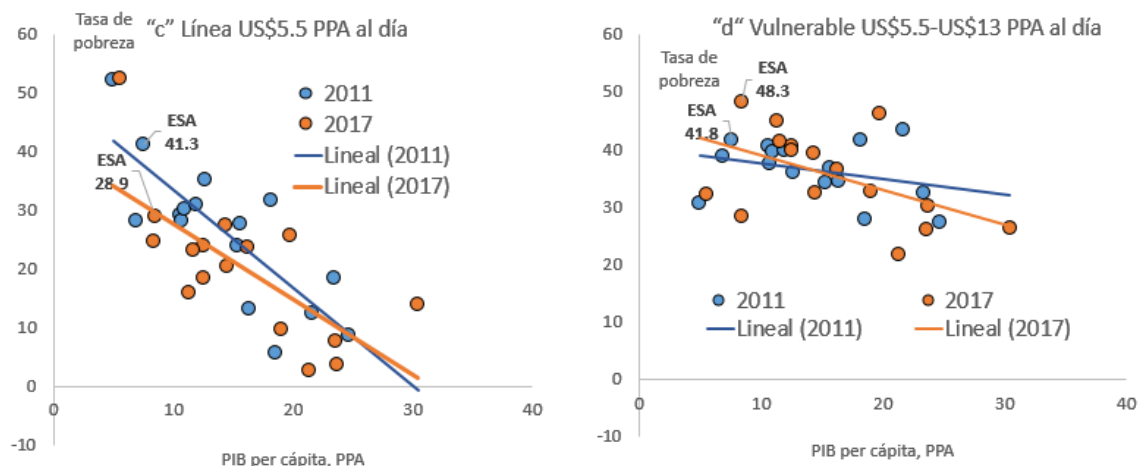 “c” Línea US$5.5 PPA al día
Tasa de
pobreza
60
50
40
30
20
10
0
-10
ESA
41.3
ESA
28.9
2011
2017
Lineal (2011)
Lineal (2017)
0
10
20
30
40
PIB per cápita, PPA
“d“ Vulnerable US$5.5-US$13 PPA al día
Tasa de
pobreza
60
50
40
30
20
10
0
-10
ESA
48.3
ESA
41.8
2011
2017
Lineal (2011)
Lineal (2017)
0
10
20
30
40
PIB per cápita, PPA